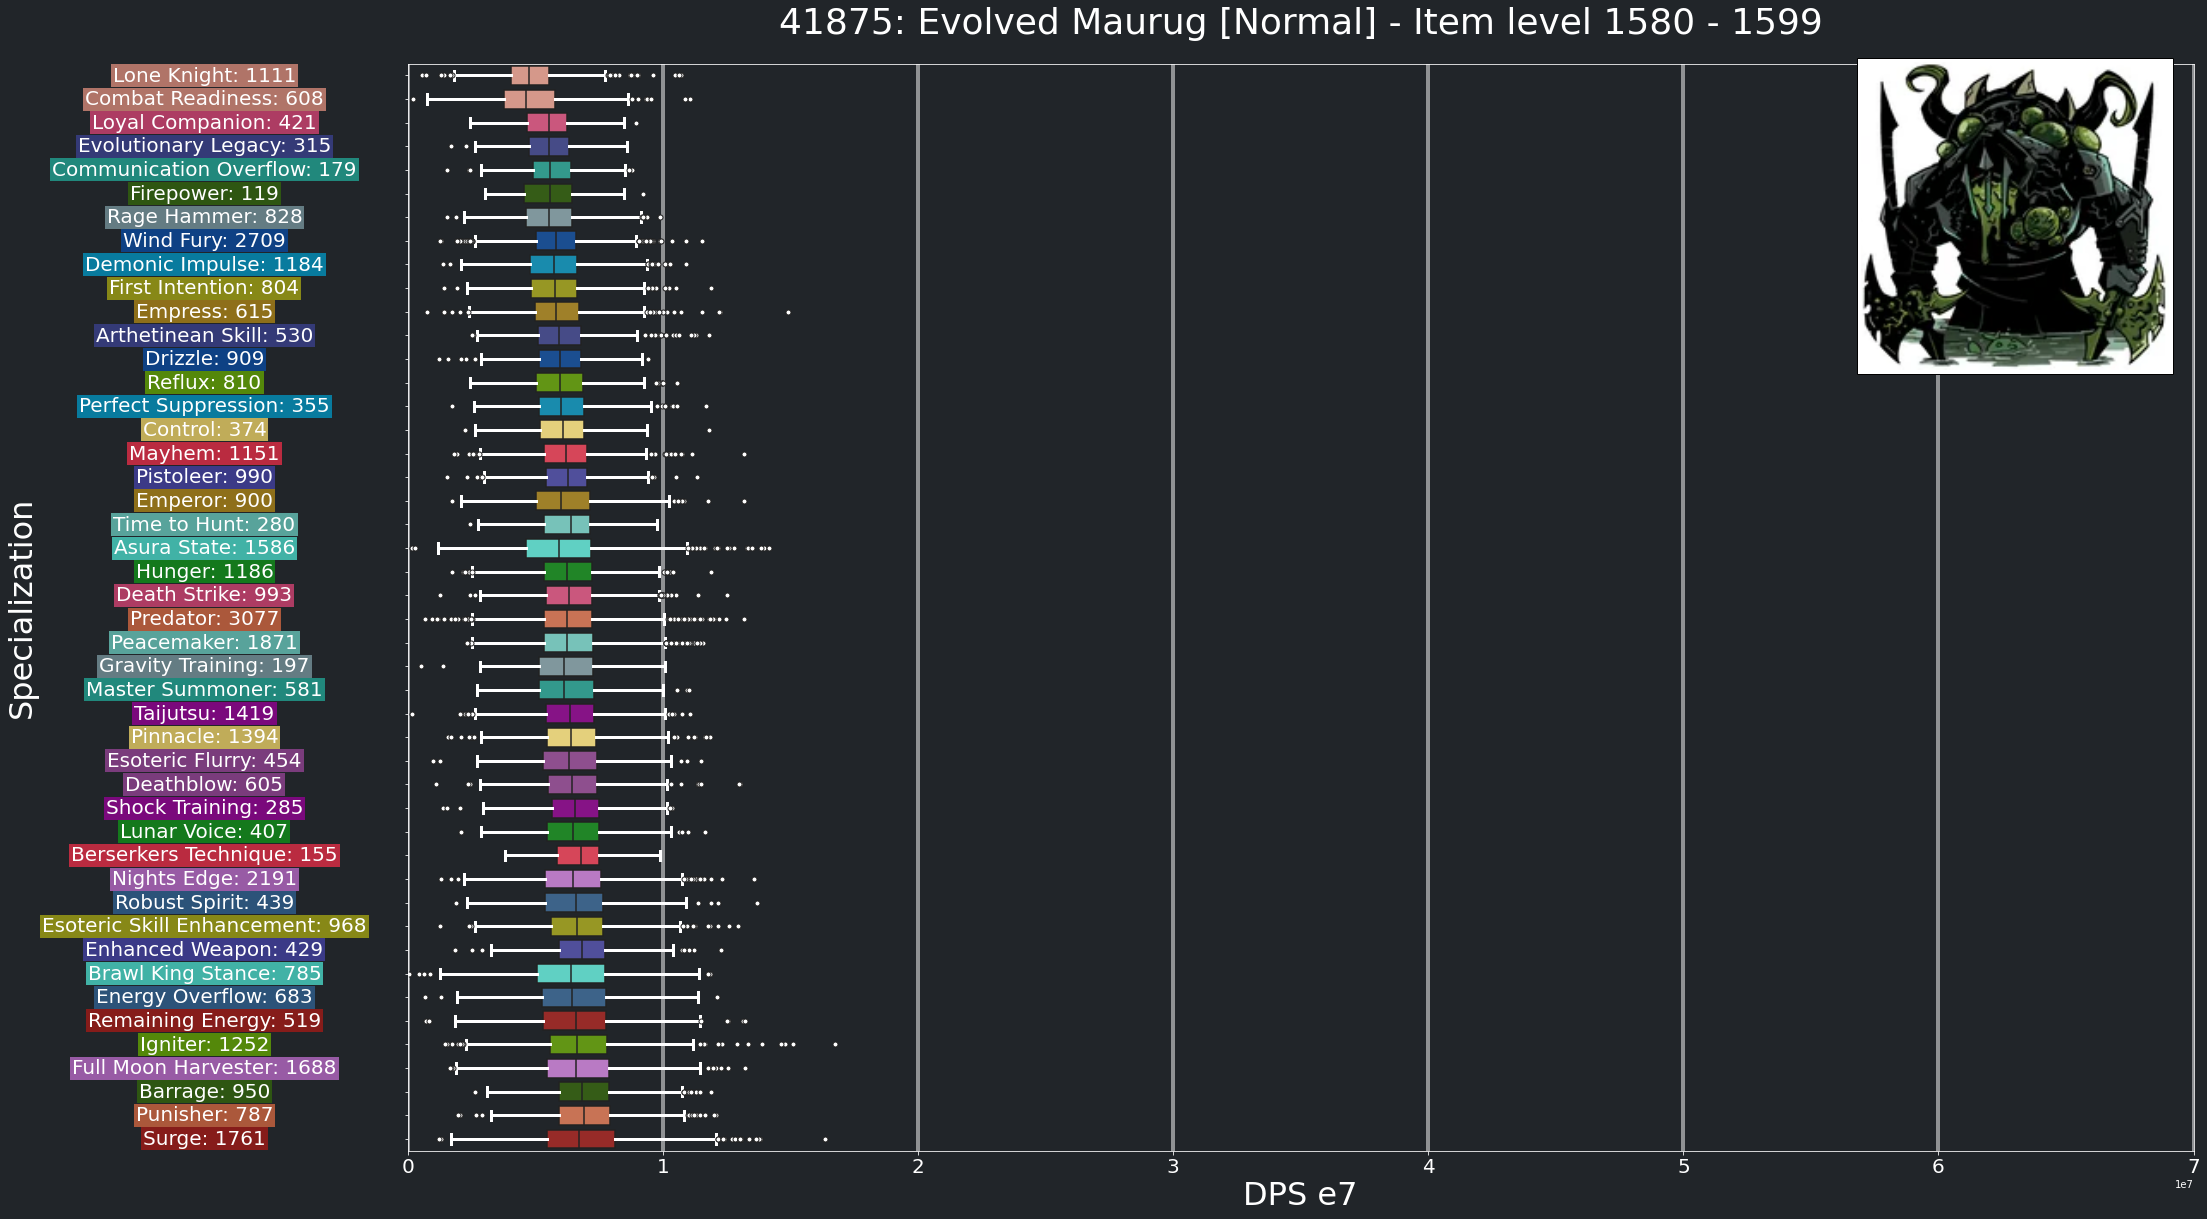 41875: Evolved Maurug [Normal] - Item level 1580 - 1599
Specialization
Lone Knight: 1111
Combat Readiness: 608
Loyal Companion: 421
Evolutionary Legacy: 315
Communication Overflow: 179
Firepower: 119
Rage Hammer: 828
Wind Fury: 2709
Demonic Impulse: 1184
First Intention: 804
Empress: 615
Arthetinean Skill: 530
Drizzle: 909
Reflux: 810
Perfect Suppression: 355
Control: 374
Mayhem: 1151
Pistoleer: 990
Emperor: 900
Time to Hunt: 280
Asura State: 1586
Hunger: 1186
Death Strike: 993
Predator: 3077
Peacemaker: 1871
Gravity Training: 197
Master Summoner: 581
Taijutsu: 1419
Pinnacle: 1394
Esoteric Flurry: 454
Deathblow: 605
Shock Training: 285
Lunar Voice: 407
Berserkers Technique: 155
Nights Edge: 2191
Robust Spirit: 439
Esoteric Skill Enhancement: 968
Enhanced Weapon: 429
Brawl King Stance: 785
Energy Overflow: 683
Remaining Energy: 519
Igniter: 1252
Full Moon Harvester: 1688
Barrage: 950
Punisher: 787
Surge: 1761
0 1 2 3 4 5 6 7
1e7
DPS e7